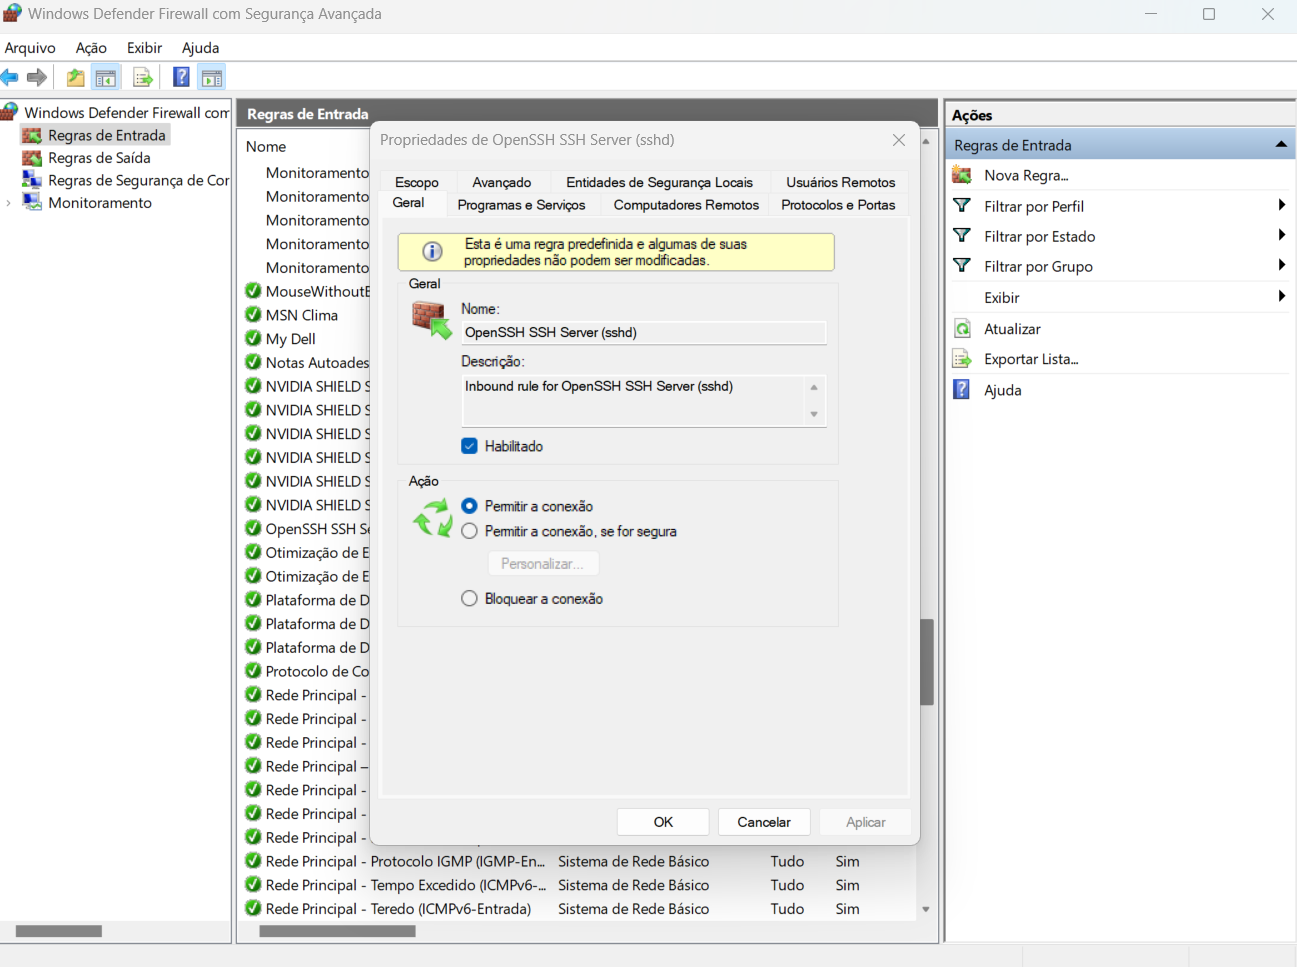 Windows Defender Firewall com Segurança Avançada
Arquivo Ação Exibir Ajuda
Windows Defender Firewall com
Regras de Entrada
Regras de Saída
Regras de Segurança de Cor
Monitoramento
Regras de Entrada
Nome
Monitoramento
Monitoramento
Monitoramento
Monitoramento
Monitoramento
MouseWithoutB
MSN Clima
My Dell
Notas Autoades
NVIDIA SHIELD S
NVIDIA SHIELD S
NVIDIA SHIELD S
NVIDIA SHIELD S
NVIDIA SHIELD S
NVIDIA SHIELD S
OpenSSH SSH Se
Otimização de E
Otimização de E
Plataforma de D
Plataforma de D
Plataforma de D
Protocolo de Co
Rede Principal -
Rede Principal -
Rede Principal -
Rede Principal –
Rede Principal -
Rede Principal -
Rede Principal -
Rede Principal - Protocolo IGMP (IGMP-En... Sistema de Rede Básico Tudo Sim
Rede Principal - Tempo Excedido (ICMPv6-... Sistema de Rede Básico Tudo Sim
Rede Principal - Teredo (ICMPv6-Entrada) Sistema de Rede Básico Tudo Sim
Propriedades de OpenSSH SSH Server (sshd)
Escopo Avançado Entidades de Segurança Locais Usuários Remotos
Geral Programas e Serviços Computadores Remotos Protocolos e Portas
Esta é uma regra predefinida e algumas de suas
propriedades não podem ser modificadas.
Geral
Nome:
OpenSSH SSH Server (sshd)
Descrição:
Inbound rule for OpenSSH SSH Server (sshd)
Habilitado
Ação
Permitir a conexão
Permitir a conexão, se for segura
Personalizar...
Bloquear a conexão
OK Cancelar Aplicar
Ações
Regras de Entrada
Nova Regra...
Filtrar por Perfil
Filtrar por Estado
Filtrar por Grupo
Exibir
Atualizar
Exportar Lista...
Ajuda